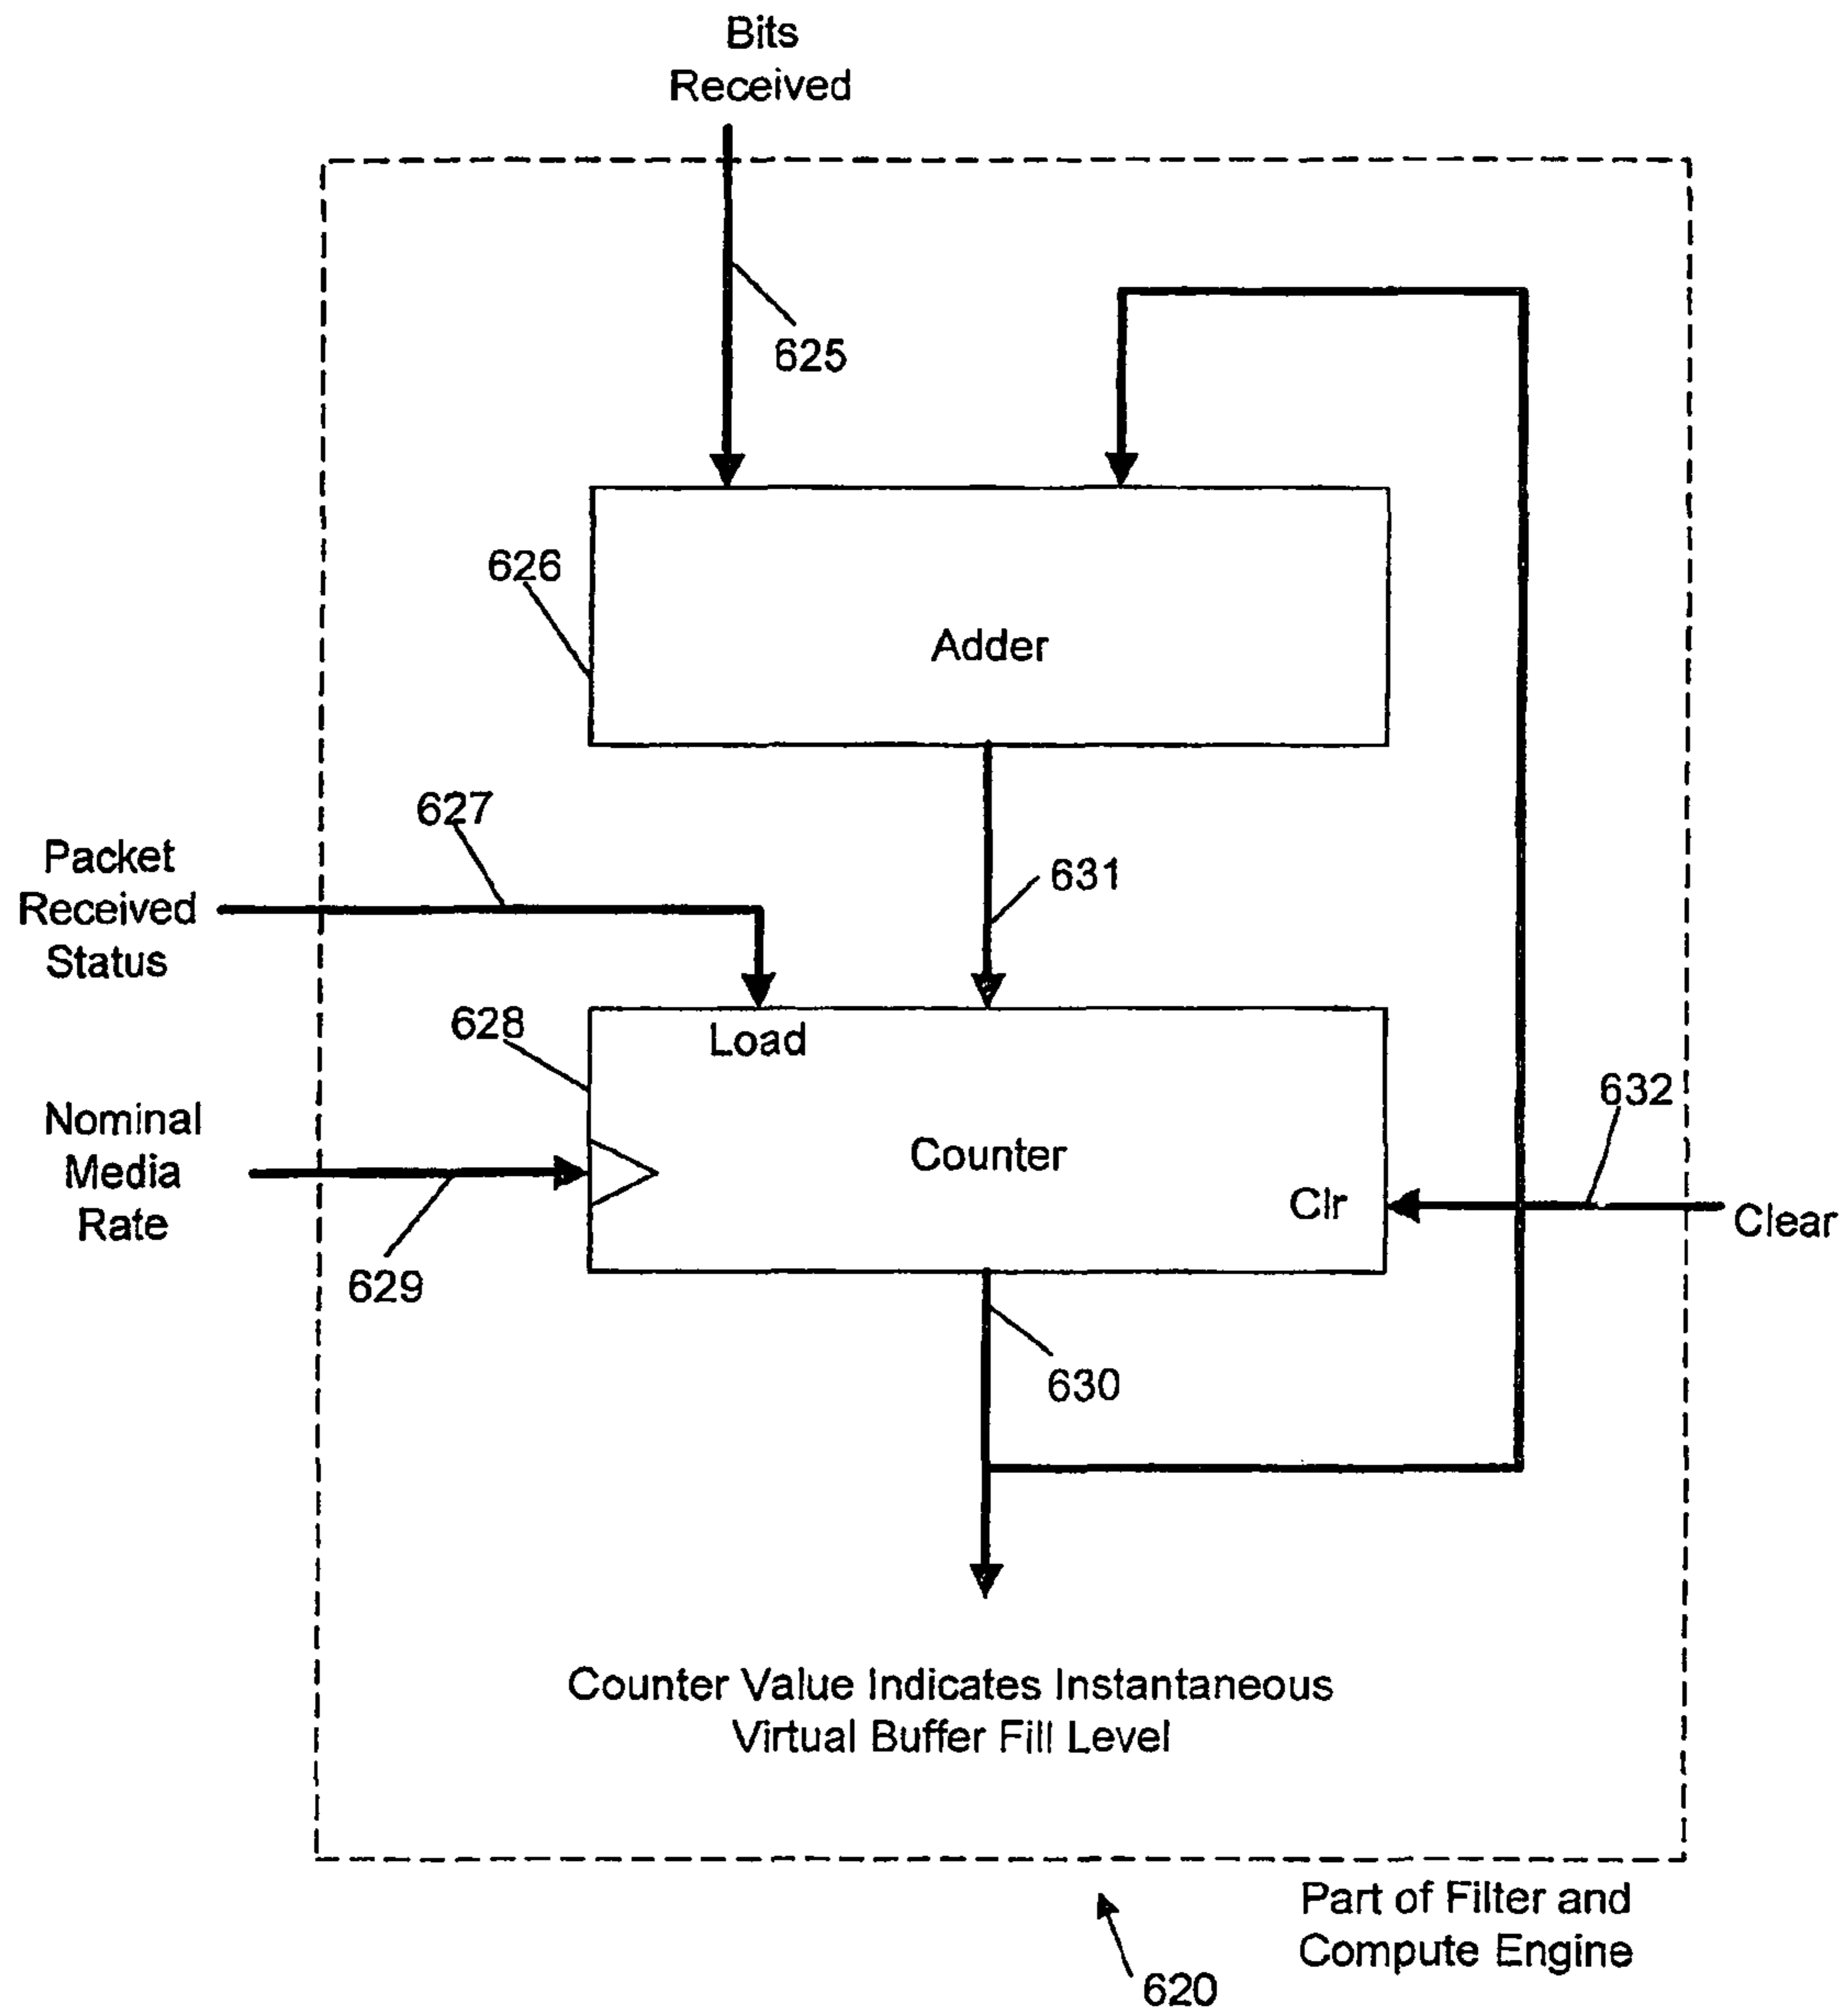 Bits
Received
625
626
Adder
627
Packet
Received
Status
631
628
Load
632
Nominal
Media
Rate
Counter
Clr
Clear
629
630
Counter Value Indicates Instantaneous
Virtual Buffer Fill Level
Part of Filter and
Compute Engine
620